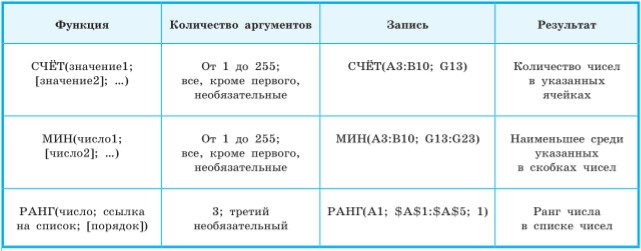 Функция
Количество аргументов
Запись
Результат
СЧЁТ(значение1;
[значение2]; ...)
От 1 до 255;
все, кроме первого,
необязательные
СЧЁТ(A3:B10; G13)
Количество чисел
в указанных
ячейках
МИН(число1;
[число2]; ...)
От 1 до 255;
все, кроме первого,
необязательные
МИН(A3:B10; G13:G23)
Наименьшее среди
указанных
в скобках чисел
РАНГ(число; ссылка
на список; [порядок])
3; третий
необязательный
РАНГ(A1; $A$1:$A$5; 1)
Ранг числа
в списке чисел